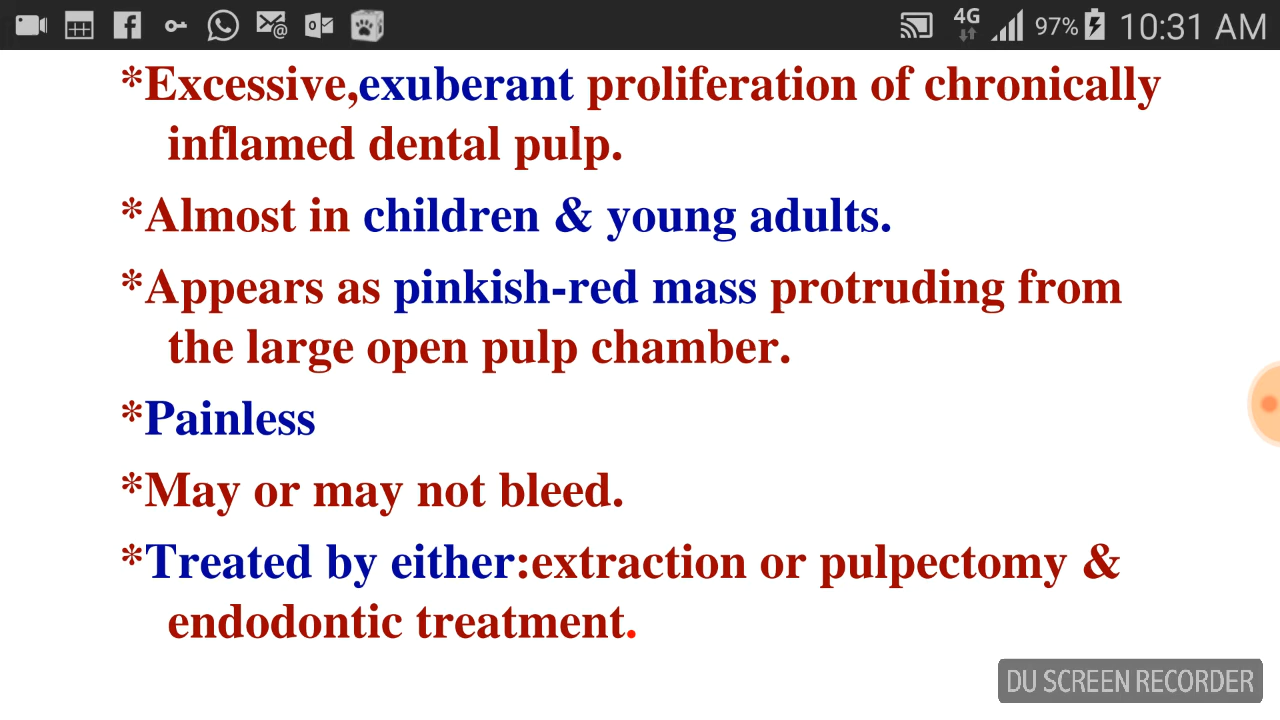 4G 97% 10:31 AM
*Excessive,exuberant proliferation of chronically
inflamed dental pulp.
*Almost in children & young adults.
*Appears as pinkish-red mass protruding from
the large open pulp chamber.
*Painless
*May or may not bleed.
*Treated by either:extraction or pulpectomy &
endodontic treatment.
DU SCREEN RECORDER